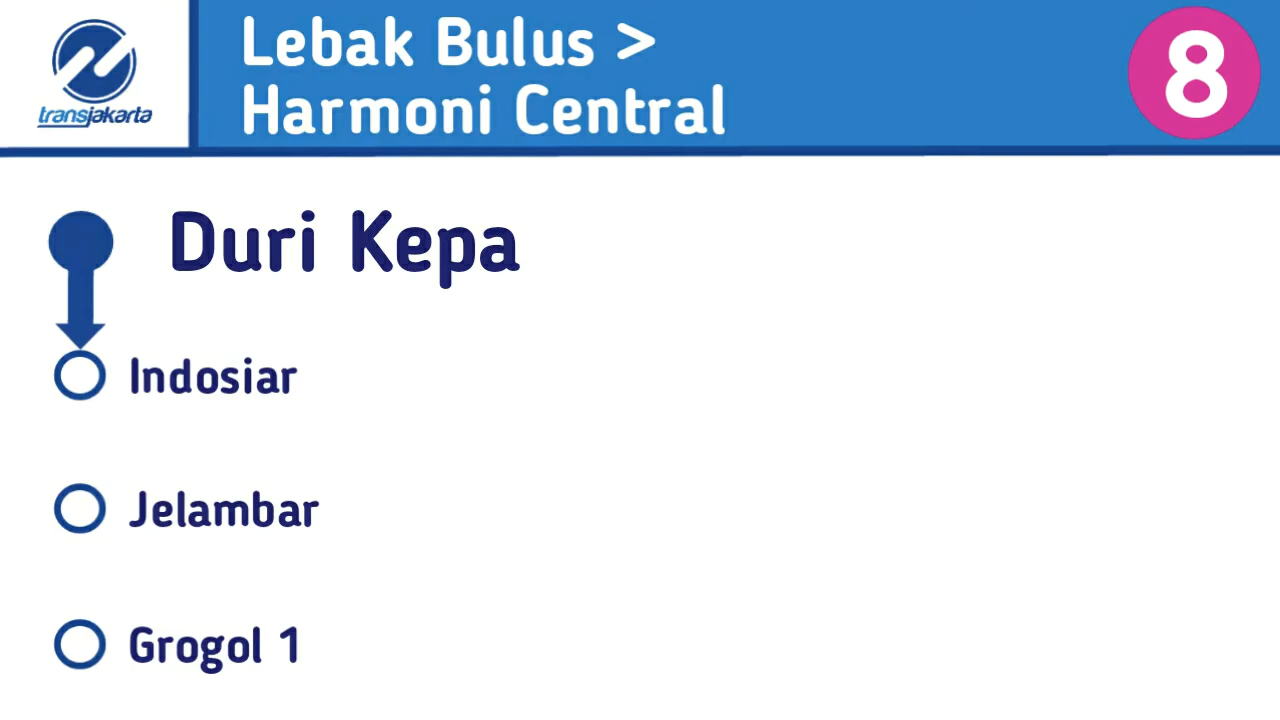 transjakarta
Lebak Bulus >
Harmoni Central
8
Duri Kepa
Indosiar
Jelambar
Grogol 1